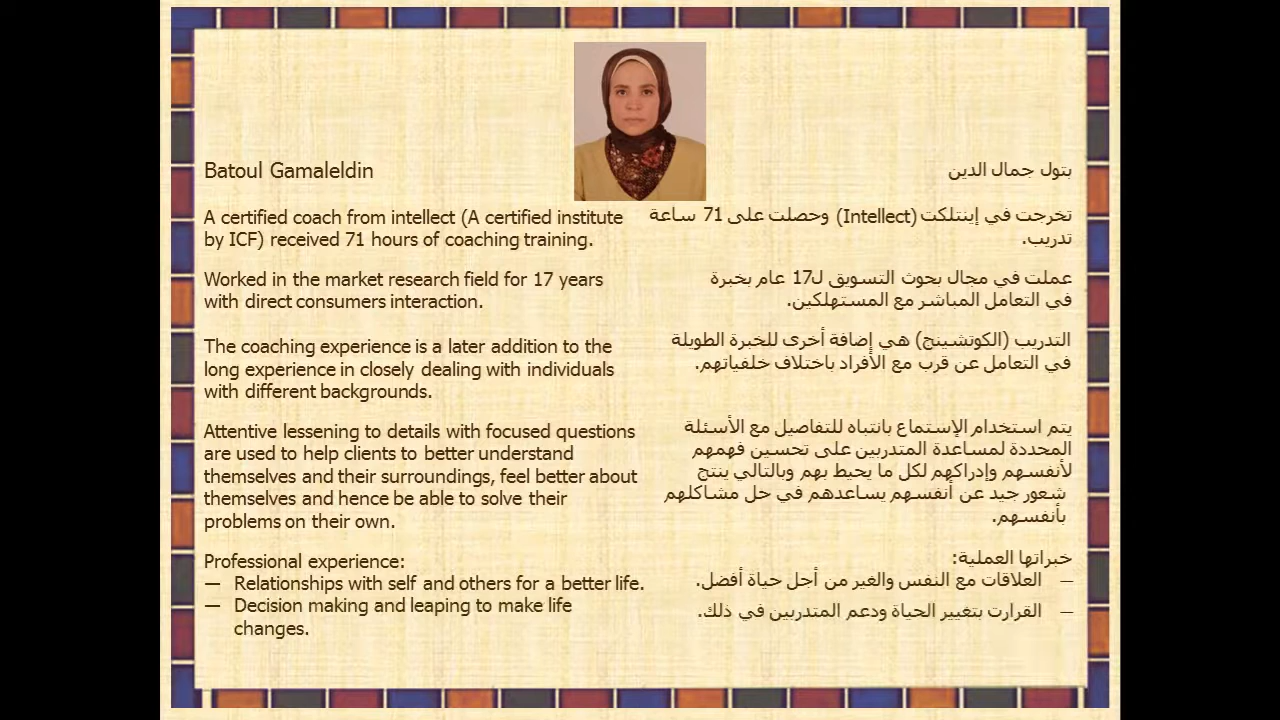 Batoul Gamaleldin
A certified coach from intellect (A certified institute
by ICF) received 71 hours of coaching training.
Worked in the market research field for 17 years
with direct consumers interaction.
The coaching experience is a later addition to the
long experience in closely dealing with individuals
with different backgrounds.
Attentive lessening to details with focused questions
are used to help clients to better understand
themselves and their surroundings, feel better about
themselves and hence be able to solve their
problems on their own.
Professional experience:
— Relationships with self and others for a better life.
— Decision making and leaping to make life
changes.
بتول جمال الدين
تخرجت في إينتلكت (Intellect) وحصلت على 71 ساعة
تدريب.
عملت في مجال بحوث التسويق ل17 عام بخبرة
في التعامل المباشر مع المستهلكين.
التدريب (الكوتشينج) هي إضافة أخرى للخبرة الطويلة
في التعامل عن قرب مع الأفراد باختلاف خلفياتهم.
يتم استخدام الإستماع بانتباه للتفاصيل مع الأسئلة
المحددة لمساعدة المتدربين على تحسين فهمهم
لأنفسهم وإدراكهم لكل ما يحيط بهم وبالتالي ينتج
شعور جيد عن أنفسهم يساعدهم في حل مشاكلهم
بأنفسهم.
خبراتها العملية:
— العلاقات مع النفس والغير من أجل حياة أفضل.
— القرارت بتغيير الحياة ودعم المتدربين في ذلك.